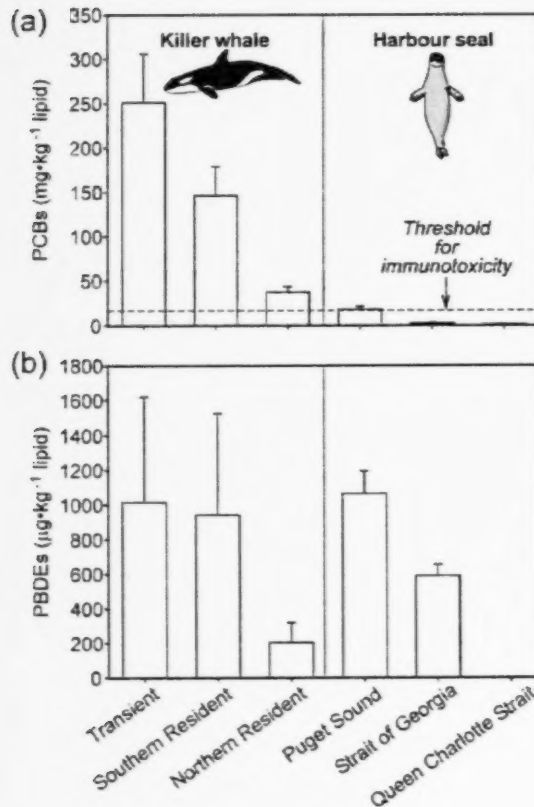 (a)
Killer whale
Harbour seal
PCBs (mg•kg⁻¹ lipid)
350
300
250
200
150
100
50
0
Threshold
for
immunotoxicity
(b)
PBDEs (µg•kg⁻¹ lipid)
1800
1600
1400
1200
1000
800
600
400
200
0
Transient
Southern Resident
Northern Resident
Puget Sound
Strait of Georgia
Queen Charlotte Strait